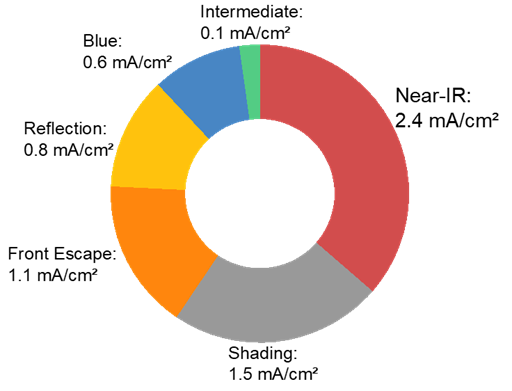 Intermediate:
0.1 mA/cm²
Blue:
0.6 mA/cm²
Near-IR:
2.4 mA/cm²
Reflection:
0.8 mA/cm²
Front Escape:
1.1 mA/cm²
Shading:
1.5 mA/cm²